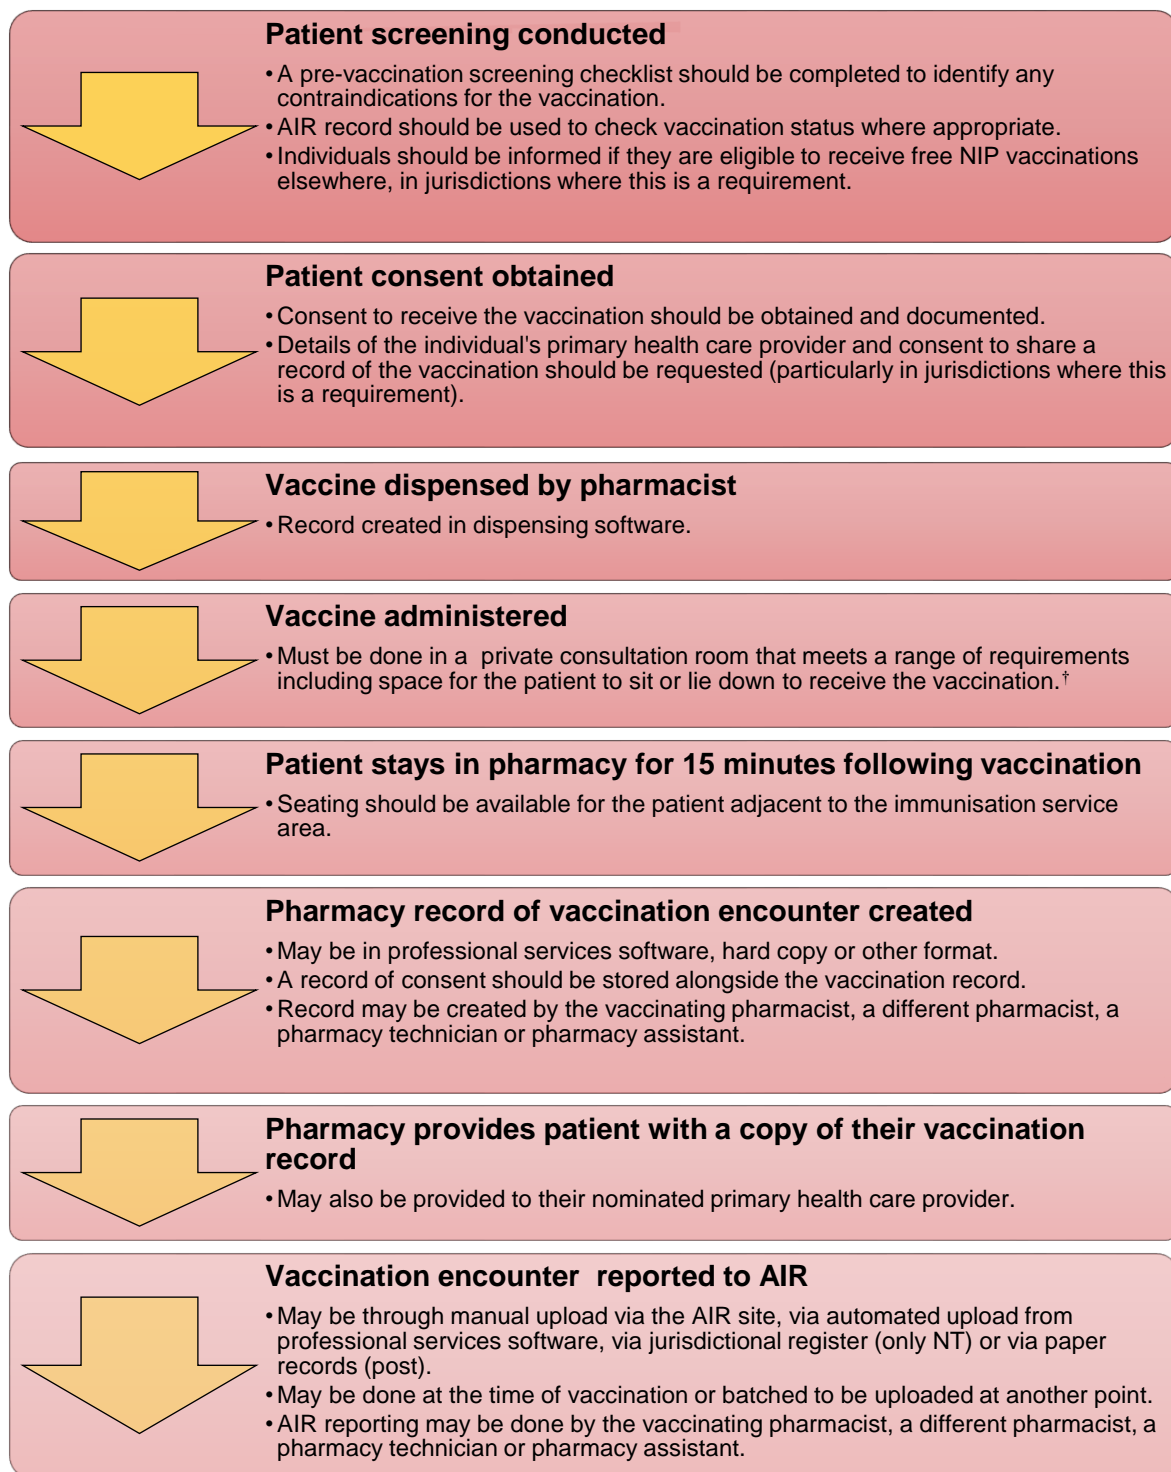 Patient screening conducted
• A pre-vaccination screening checklist should be completed to identify any
contraindications for the vaccination.
• AIR record should be used to check vaccination status where appropriate.
• Individuals should be informed if they are eligible to receive free NIP vaccinations
elsewhere, in jurisdictions where this is a requirement.
Patient consent obtained
• Consent to receive the vaccination should be obtained and documented.
• Details of the individual's primary health care provider and consent to share a
record of the vaccination should be requested (particularly in jurisdictions where this
is a requirement).
Vaccine dispensed by pharmacist
• Record created in dispensing software.
Vaccine administered
• Must be done in a private consultation room that meets a range of requirements
including space for the patient to sit or lie down to receive the vaccination.†
Patient stays in pharmacy for 15 minutes following vaccination
• Seating should be available for the patient adjacent to the immunisation service
area.
Pharmacy record of vaccination encounter created
• May be in professional services software, hard copy or other format.
• A record of consent should be stored alongside the vaccination record.
• Record may be created by the vaccinating pharmacist, a different pharmacist, a
pharmacy technician or pharmacy assistant.
Pharmacy provides patient with a copy of their vaccination
record
• May also be provided to their nominated primary health care provider.
Vaccination encounter reported to AIR
• May be through manual upload via the AIR site, via automated upload from
professional services software, via jurisdictional register (only NT) or via paper
records (post).
• May be done at the time of vaccination or batched to be uploaded at another point.
• AIR reporting may be done by the vaccinating pharmacist, a different pharmacist, a
pharmacy technician or pharmacy assistant.